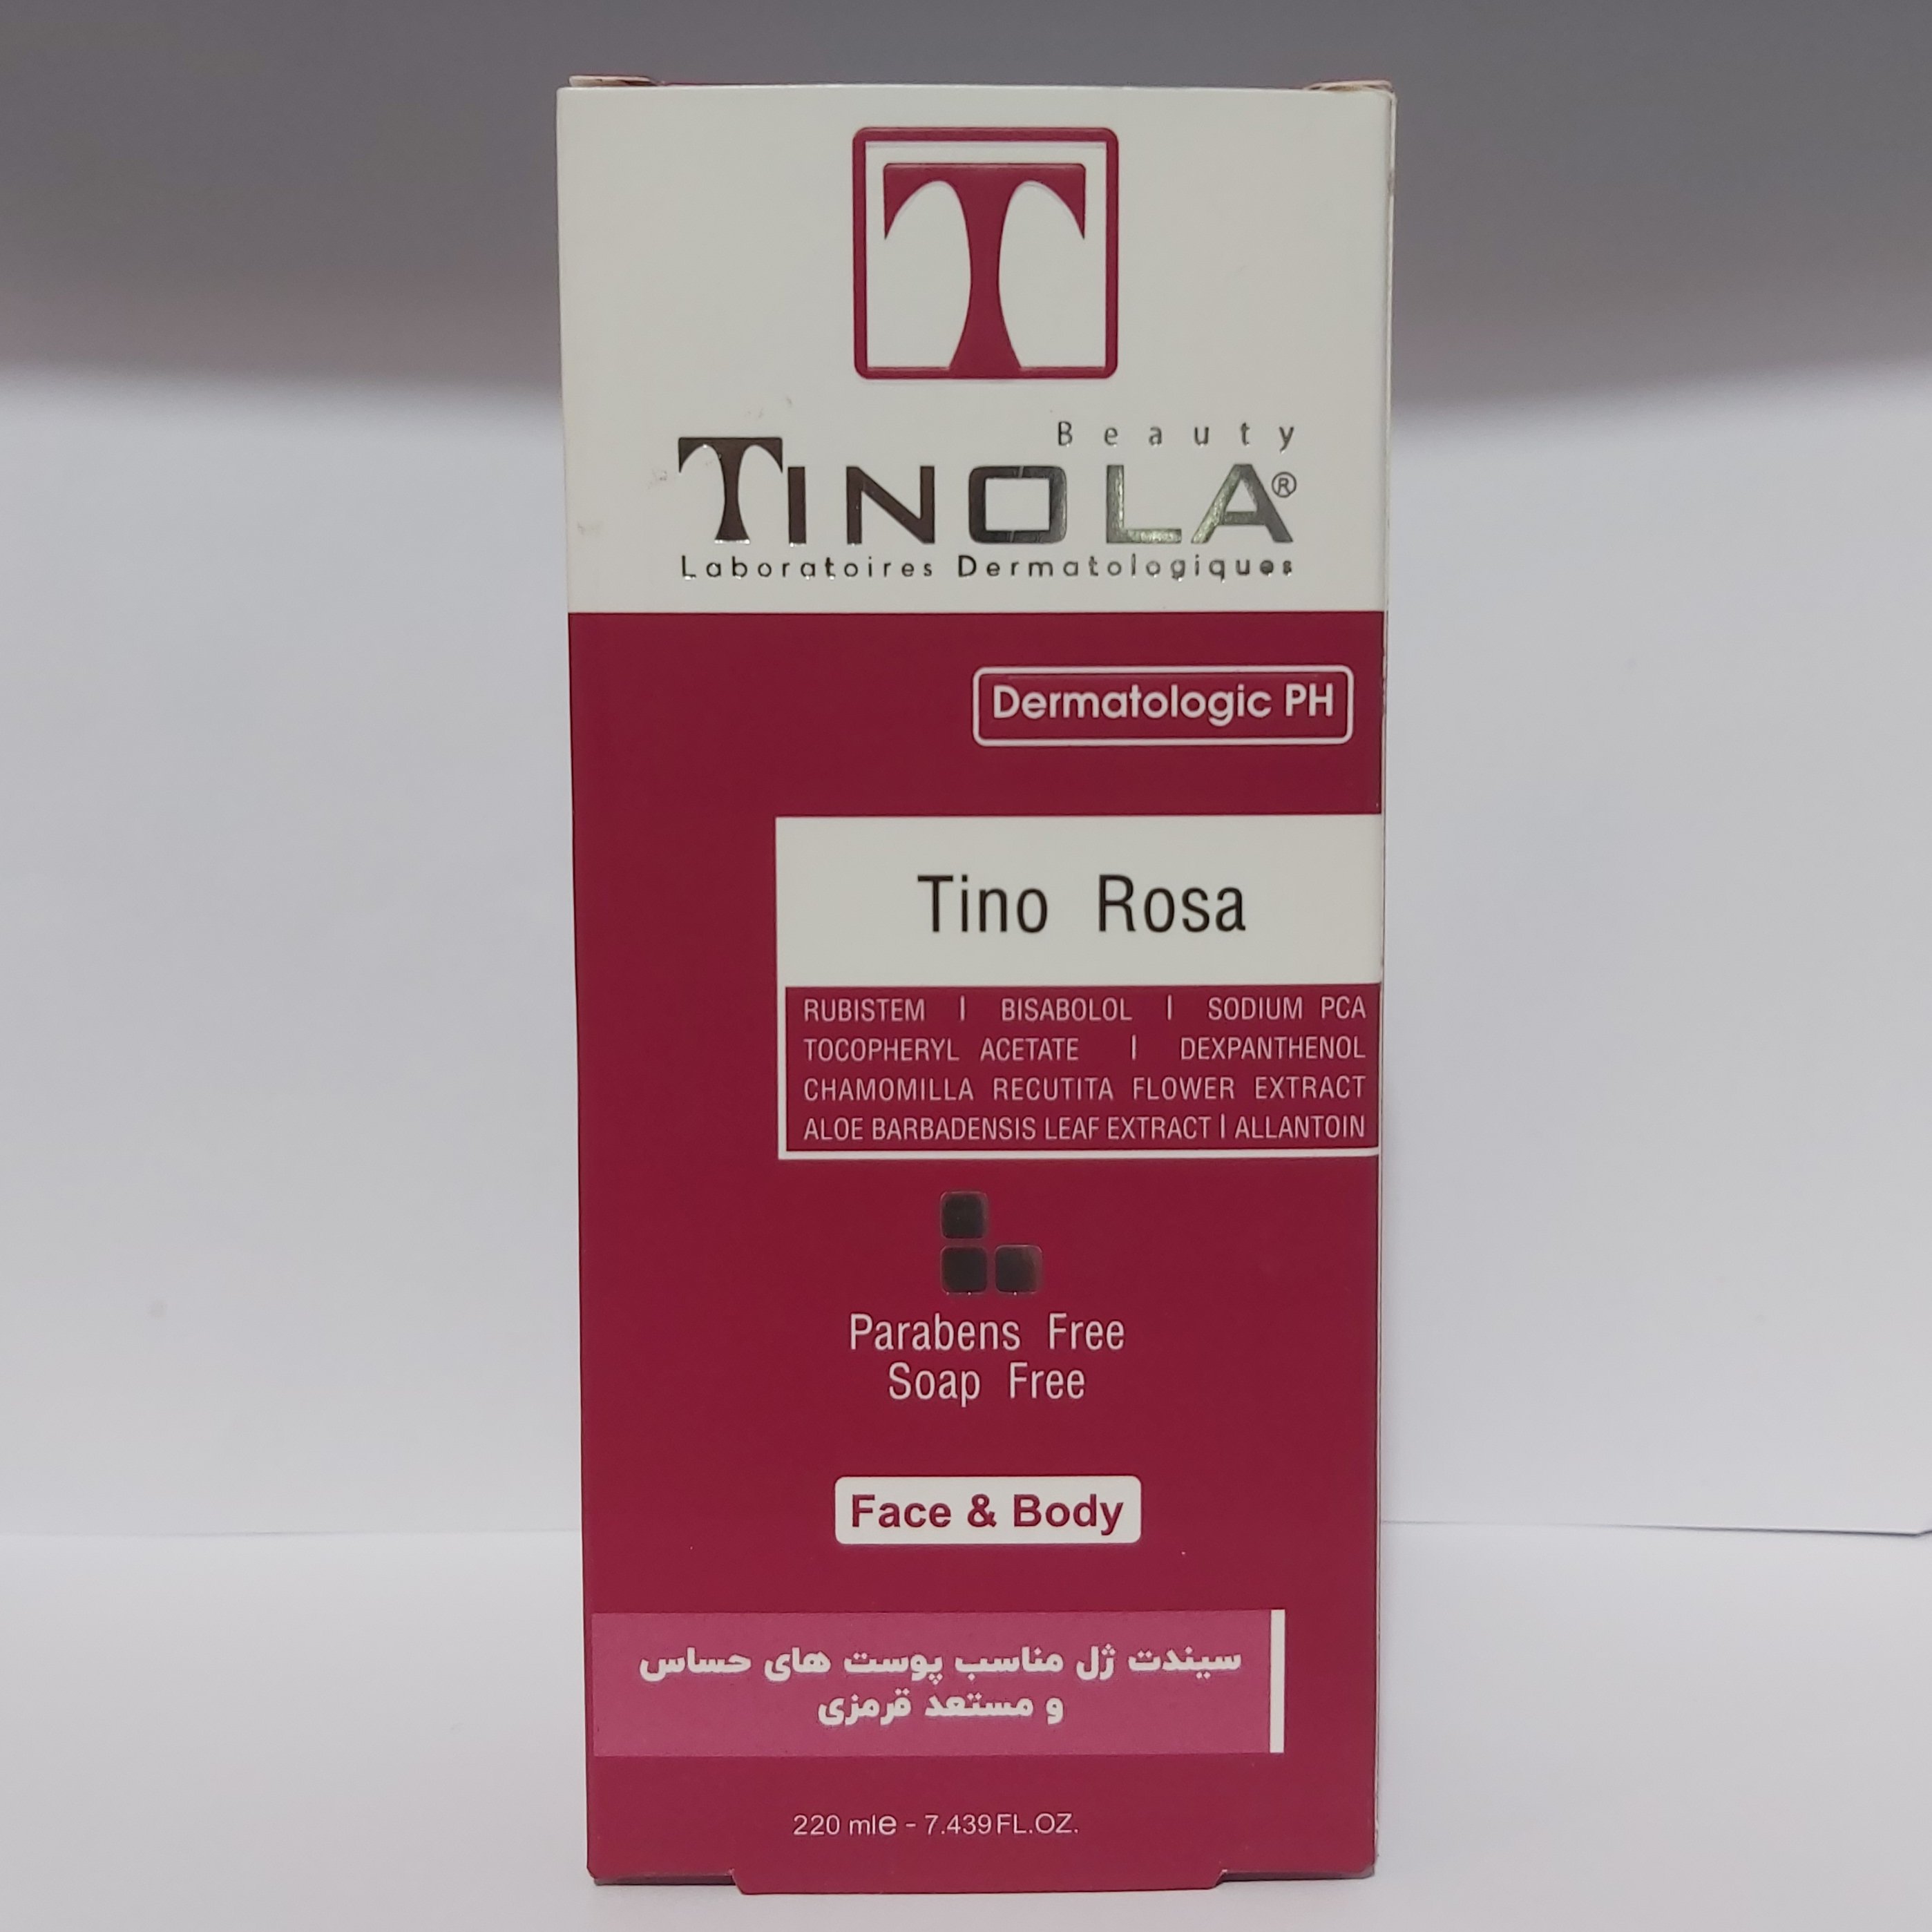 T
Beauty
TINOLA®
Laboratoires Dermatologiques
Dermatologic PH
Tino Rosa
RUBISTEM | BISABOLOL | SODIUM PCA
TOCOPHERYL ACETATE | DEXPANTHENOL
CHAMOMILLA RECUTITA FLOWER EXTRACT
ALOE BARBADENSIS LEAF EXTRACT | ALLANTOIN
Parabens Free
Soap Free
Face & Body
سیندت ژل مناسب پوست های حساس
و مستعد قرمزی
220 mle - 7.439FL.OZ.